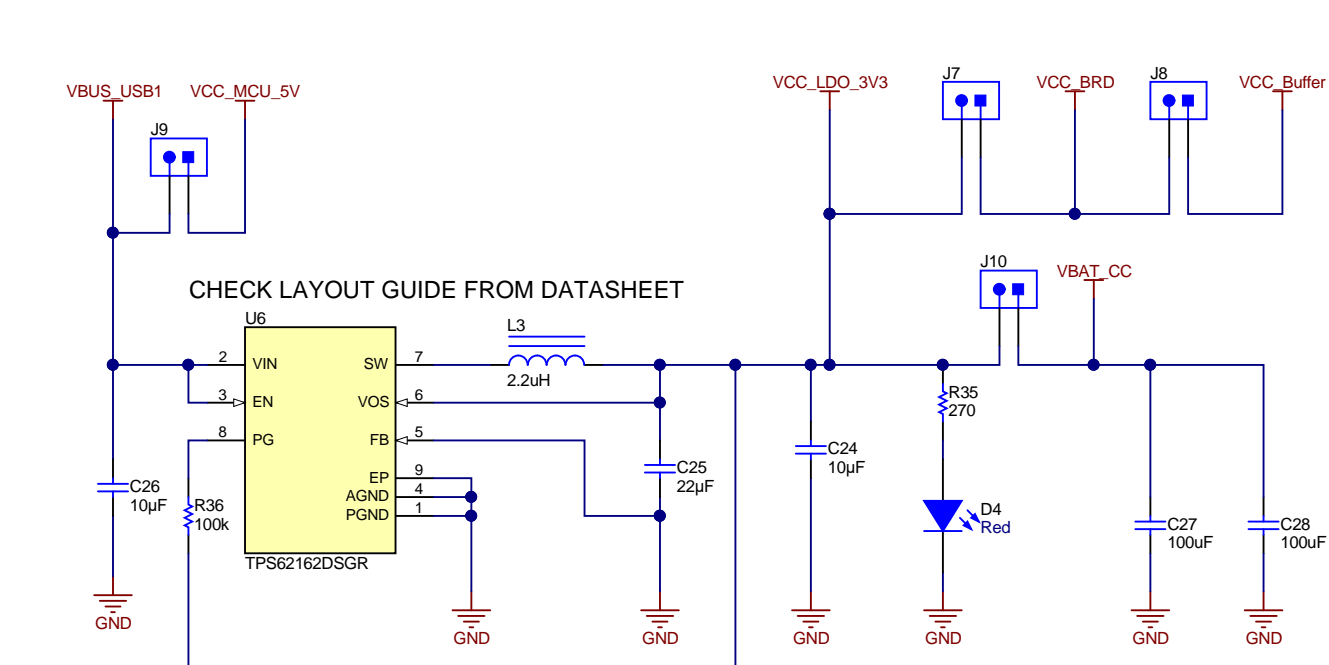 VBUS_USB1
VCC_MCU_5V
J9
VCC_LDO_3V3
J7
VCC_BRD
J8
VCC_Buffer
J10
VBAT_CC
CHECK LAYOUT GUIDE FROM DATASHEET
U6
L3
2.2uH
2 VIN
SW 7
3 EN
VOS 6
8 PG
FB 5
EP 9
AGND 4
PGND 1
TPS62162DSGR
C26
10µF
R36
100k
C25
22µF
C24
10µF
R35
270
D4
Red
C27
100uF
C28
100uF
GND
GND
GND
GND
GND
GND
GND